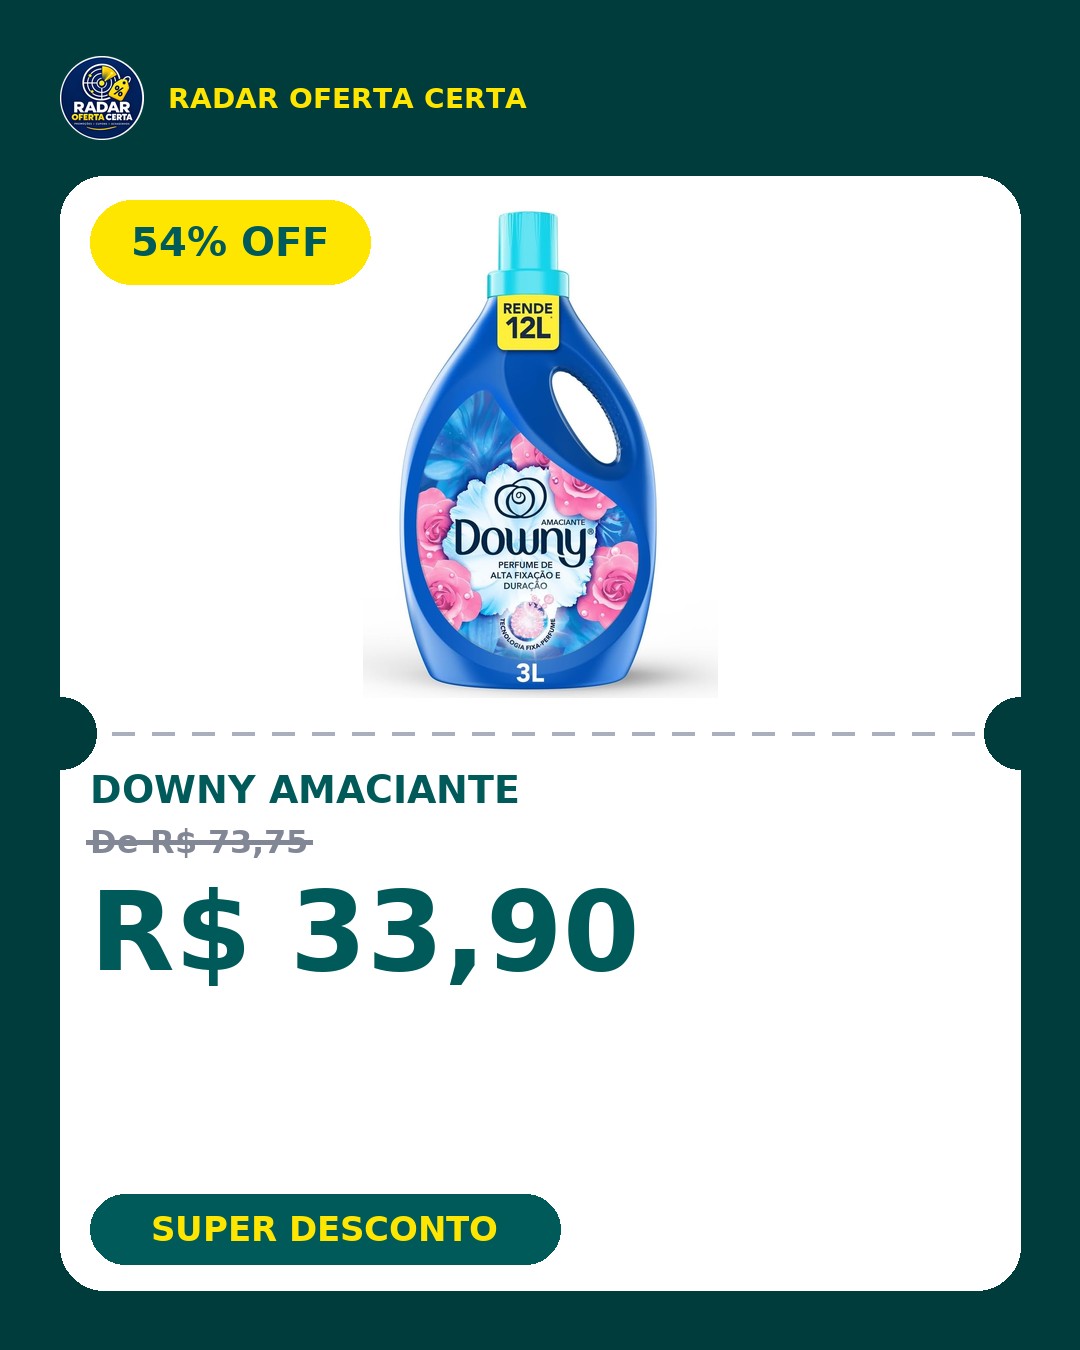 RADAR
OFERTA CERTA
RADAR OFERTA CERTA
54% OFF
RENDE
12L
AMACIANTE
Downy®
PERFUME DE
ALTA FIXAÇÃO E
DURAÇÃO
TECNOLOGIA FIXA-PERFUME
3L
DOWNY AMACIANTE
De R$ 73,75
R$ 33,90
SUPER DESCONTO